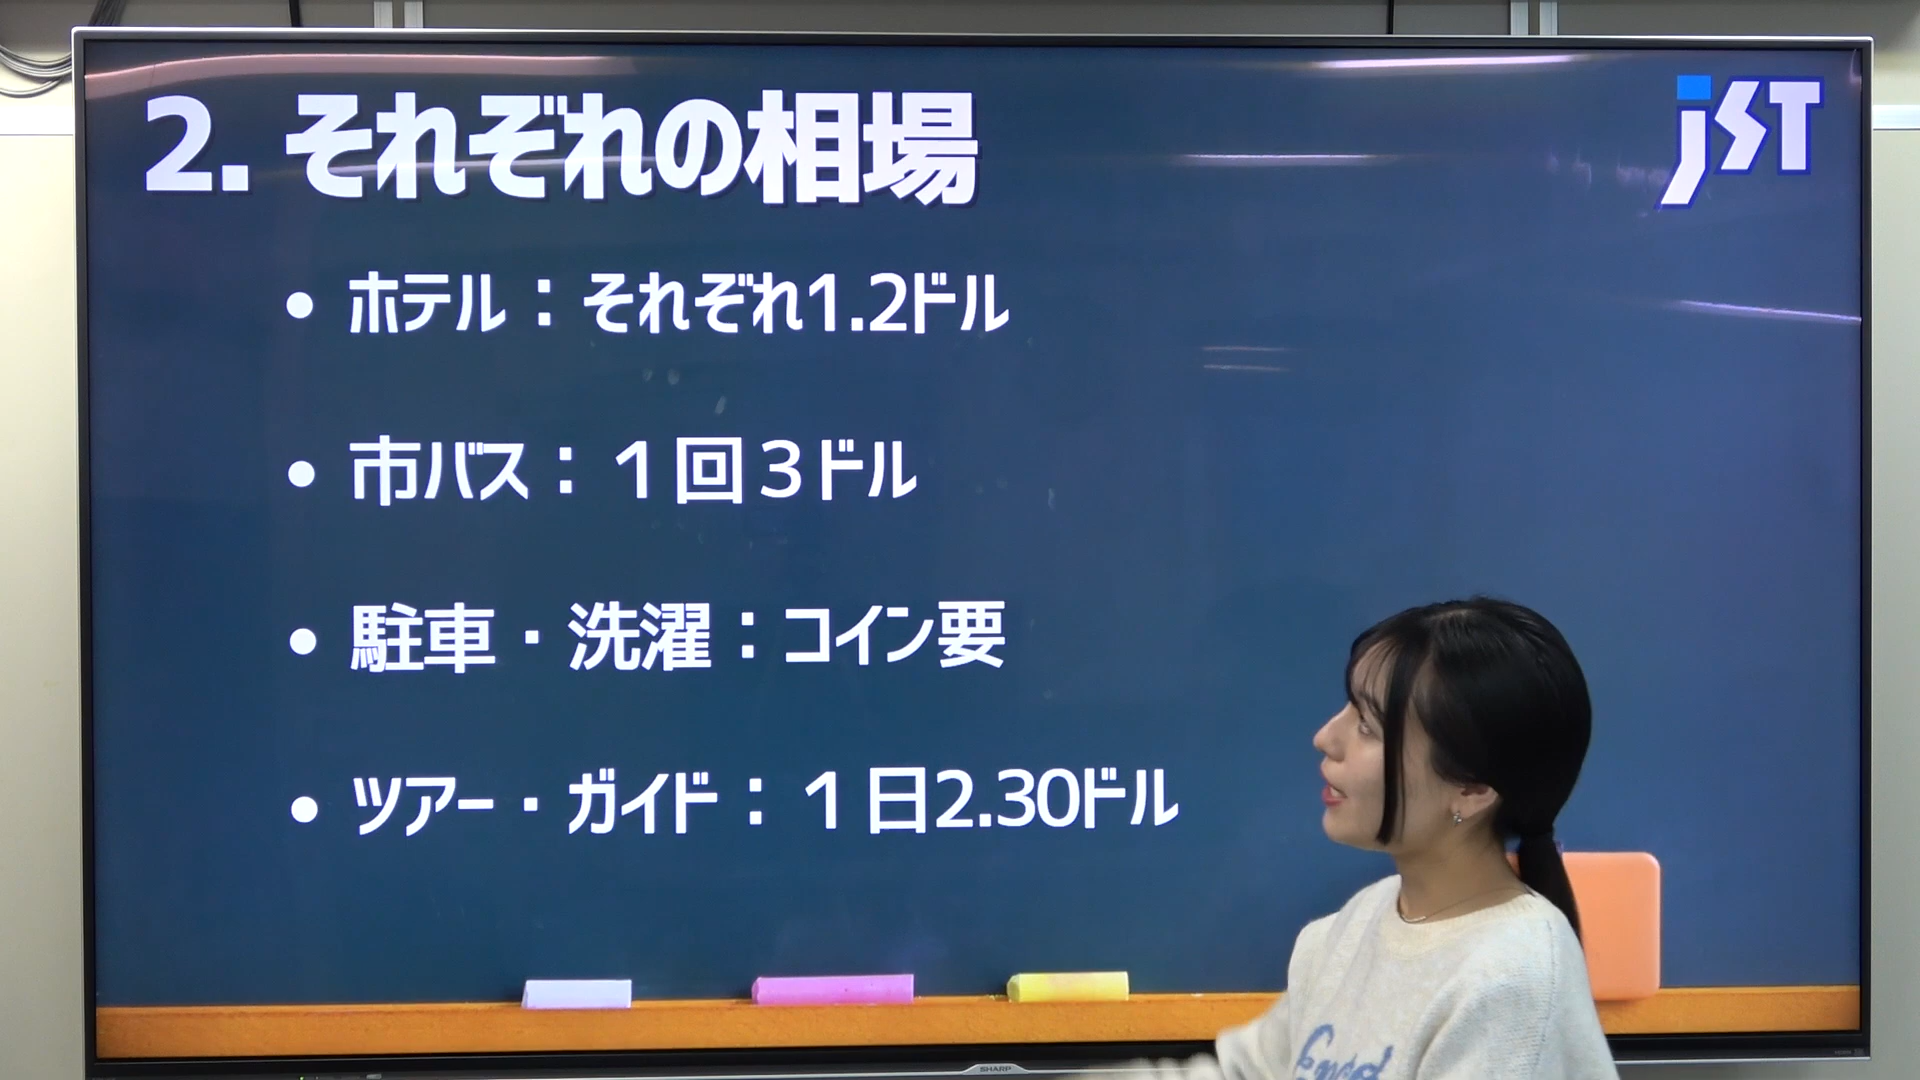 2. それぞれの相場
jST
• ホテル：それぞれ1.2ドル
• 市バス：１回３ドル
• 駐車・洗濯：コイン要
• ツアー・ガイド：１日2.30ドル
SHARP